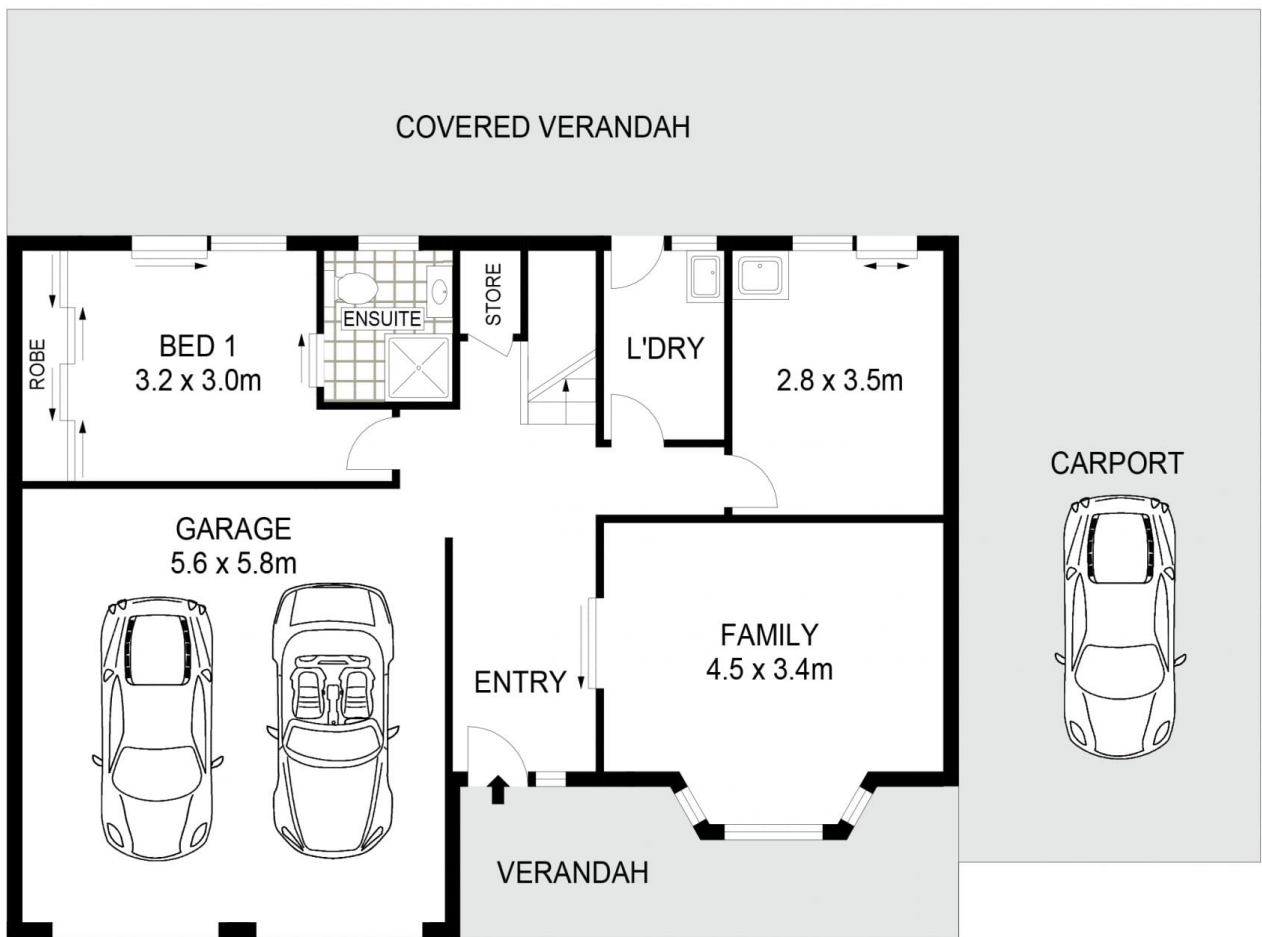 COVERED VERANDAH
ROBE
BED 1
3.2 x 3.0m
ENSUITE
STORE
L'DRY
2.8 x 3.5m
CARPORT
GARAGE
5.6 x 5.8m
ENTRY
FAMILY
4.5 x 3.4m
VERANDAH